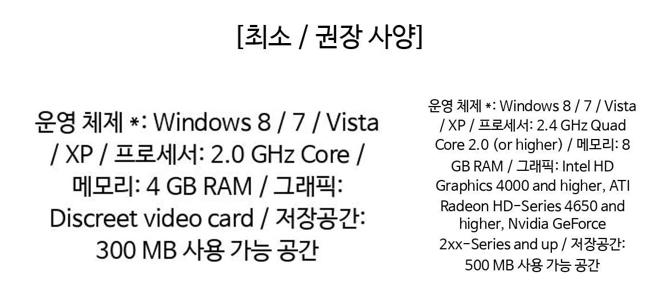 [최소 / 권장 사양]
운영 체제 *: Windows 8 / 7 / Vista
/ XP / 프로세서: 2.0 GHz Core /
메모리: 4 GB RAM / 그래픽:
Discreet video card / 저장공간:
300 MB 사용 가능 공간
운영 체제 *: Windows 8 / 7 / Vista
/ XP / 프로세서: 2.4 GHz Quad
Core 2.0 (or higher) / 메모리: 8
GB RAM / 그래픽: Intel HD
Graphics 4000 and higher, ATI
Radeon HD-Series 4650 and
higher, Nvidia GeForce
2xx-Series and up / 저장공간:
500 MB 사용 가능 공간